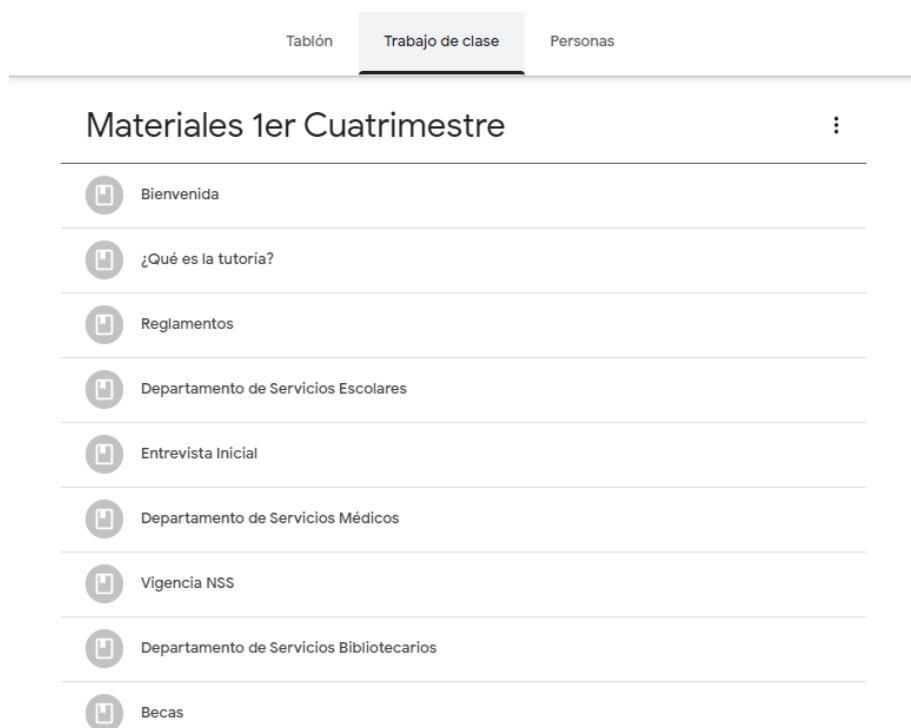 Tablón Trabajo de clase Personas
Materiales 1er Cuatrimestre
Bienvenida
¿Qué es la tutoría?
Reglamentos
Departamento de Servicios Escolares
Entrevista Inicial
Departamento de Servicios Médicos
Vigencia NSS
Departamento de Servicios Bibliotecarios
Becas